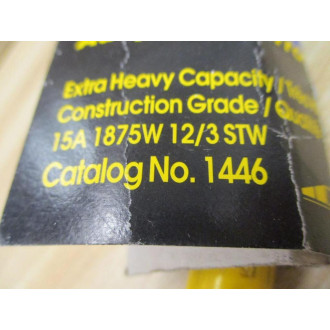 Extra Heavy Capacity /
Construction Grade /
15A 1875W 12/3 STW
Catalog No. 1446